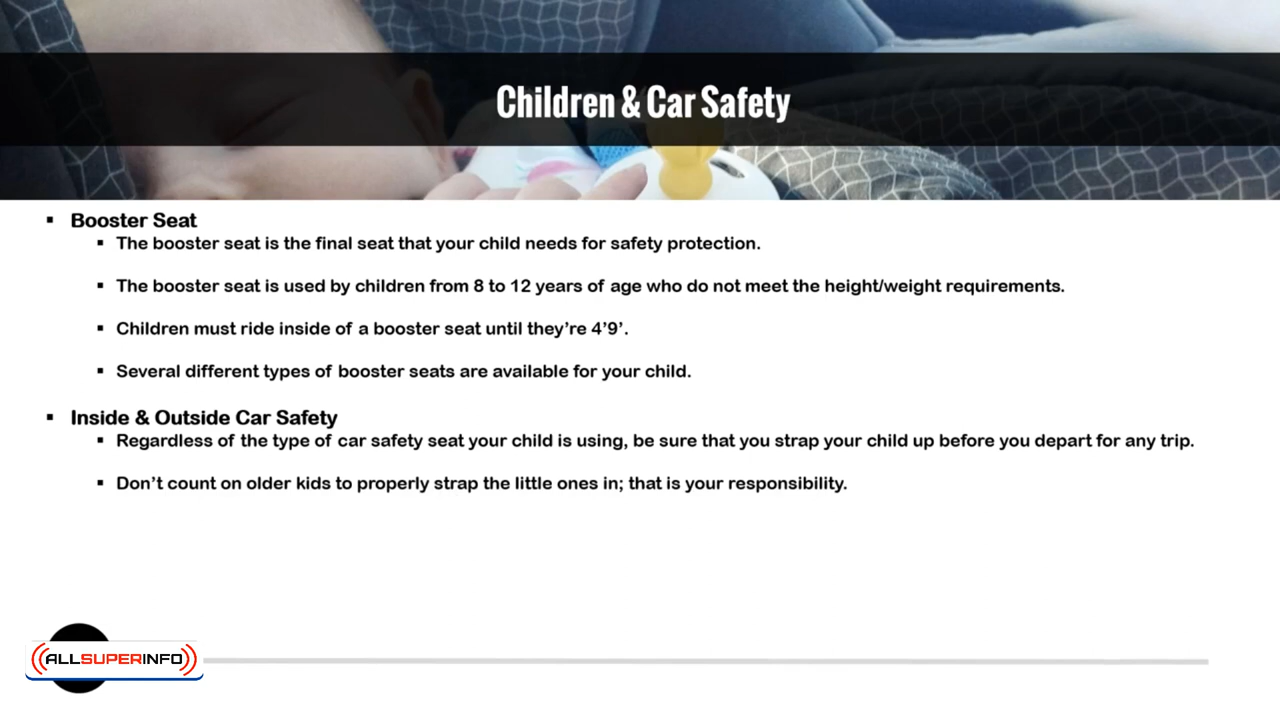 Children & Car Safety
▪ Booster Seat
▪ The booster seat is the final seat that your child needs for safety protection.
▪ The booster seat is used by children from 8 to 12 years of age who do not meet the height/weight requirements.
▪ Children must ride inside of a booster seat until they’re 4’9’.
▪ Several different types of booster seats are available for your child.
▪ Inside & Outside Car Safety
▪ Regardless of the type of car safety seat your child is using, be sure that you strap your child up before you depart for any trip.
▪ Don’t count on older kids to properly strap the little ones in; that is your responsibility.
ALLSUPERINFO